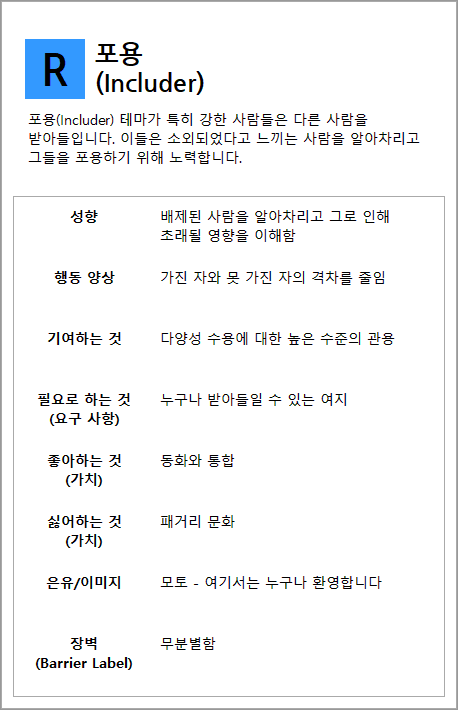 R
포용
(Includer)
포용(Includer) 테마가 특히 강한 사람들은 다른 사람을
받아들입니다. 이들은 소외되었다고 느끼는 사람을 알아차리고
그들을 포용하기 위해 노력합니다.
성향
배제된 사람을 알아차리고 그로 인해
초래될 영향을 이해함
행동 양상
가진 자와 못 가진 자의 격차를 줄임
기여하는 것
다양성 수용에 대한 높은 수준의 관용
필요로 하는 것
(요구 사항)
누구나 받아들일 수 있는 여지
좋아하는 것
(가치)
동화와 통합
싫어하는 것
(가치)
패거리 문화
은유/이미지
모토 - 여기서는 누구나 환영합니다
장벽
(Barrier Label)
무분별함